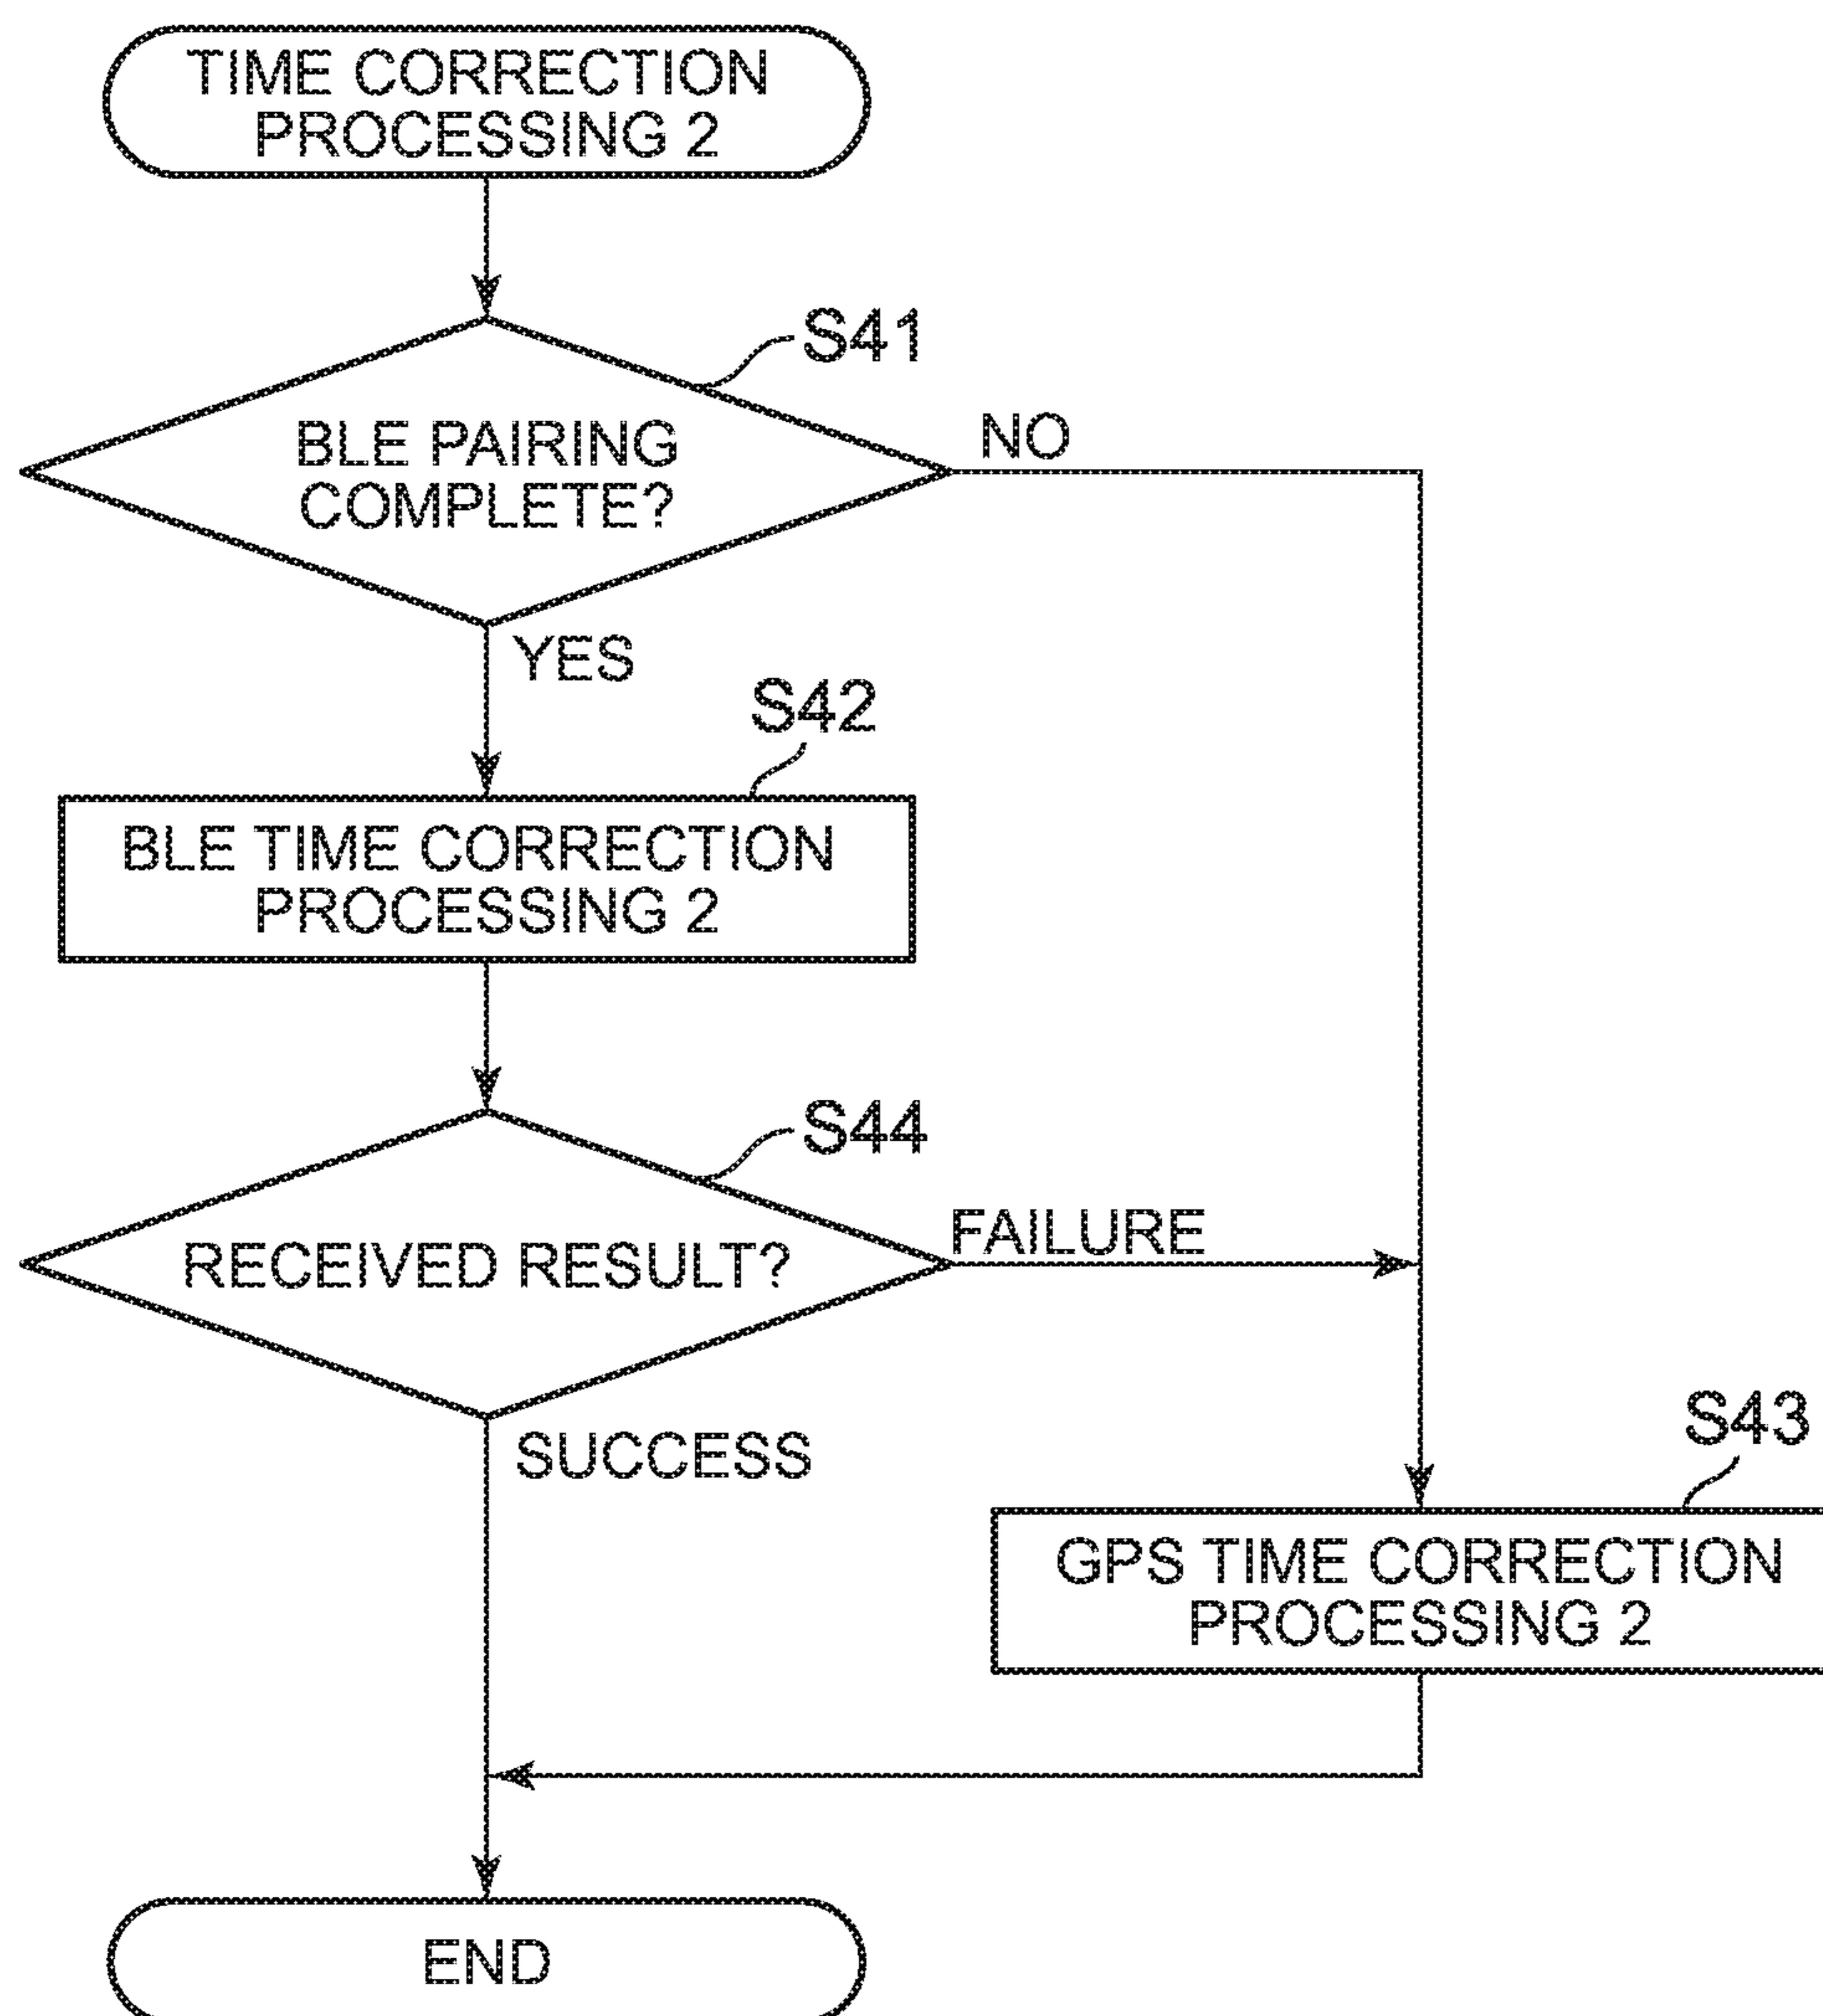 TIME CORRECTION
PROCESSING 2
S41
BLE PAIRING
COMPLETE?
NO
YES
S42
BLE TIME CORRECTION
PROCESSING 2
S44
RECEIVED RESULT?
FAILURE
SUCCESS
S43
GPS TIME CORRECTION
PROCESSING 2
END